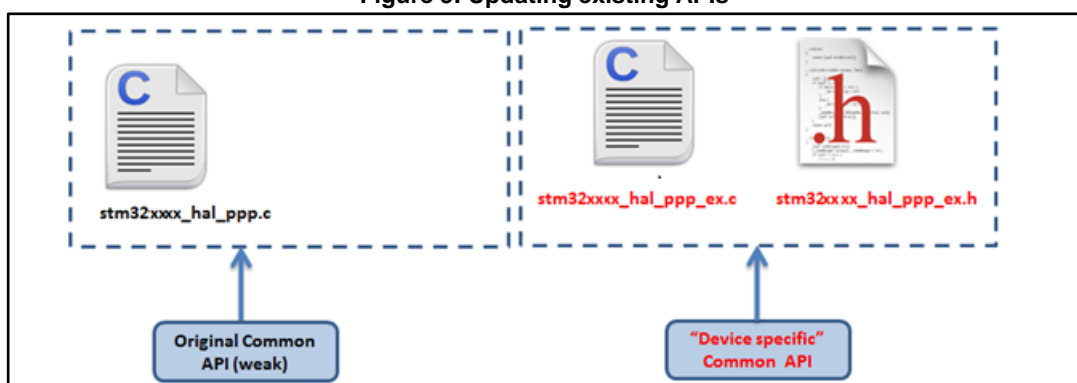 Figure 5. Updating existing APIs
C
C
.h
stm32xxxx_hal_ppp.c
stm32xxxx_hal_ppp_ex.c
stm32xxxx_hal_ppp_ex.h
Original Common
API (weak)
"Device specific"
Common API